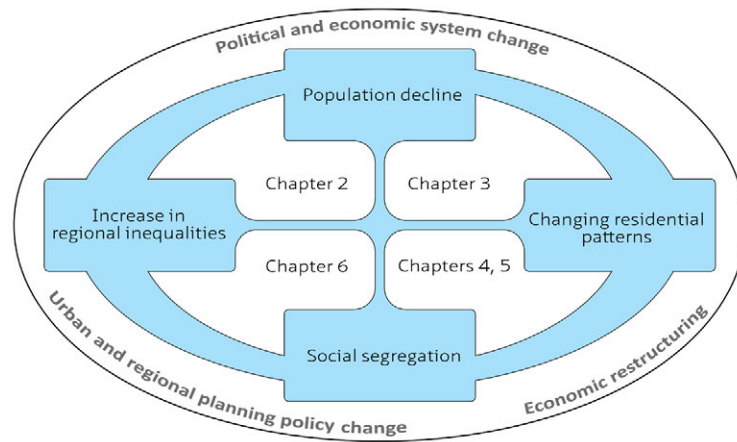 Political and economic system change
Population decline
Chapter 2
Chapter 3
Increase in
regional inequalities
Changing residential
patterns
Chapter 6
Chapters 4, 5
Social segregation
Urban and regional planning policy change
Economic restructuring